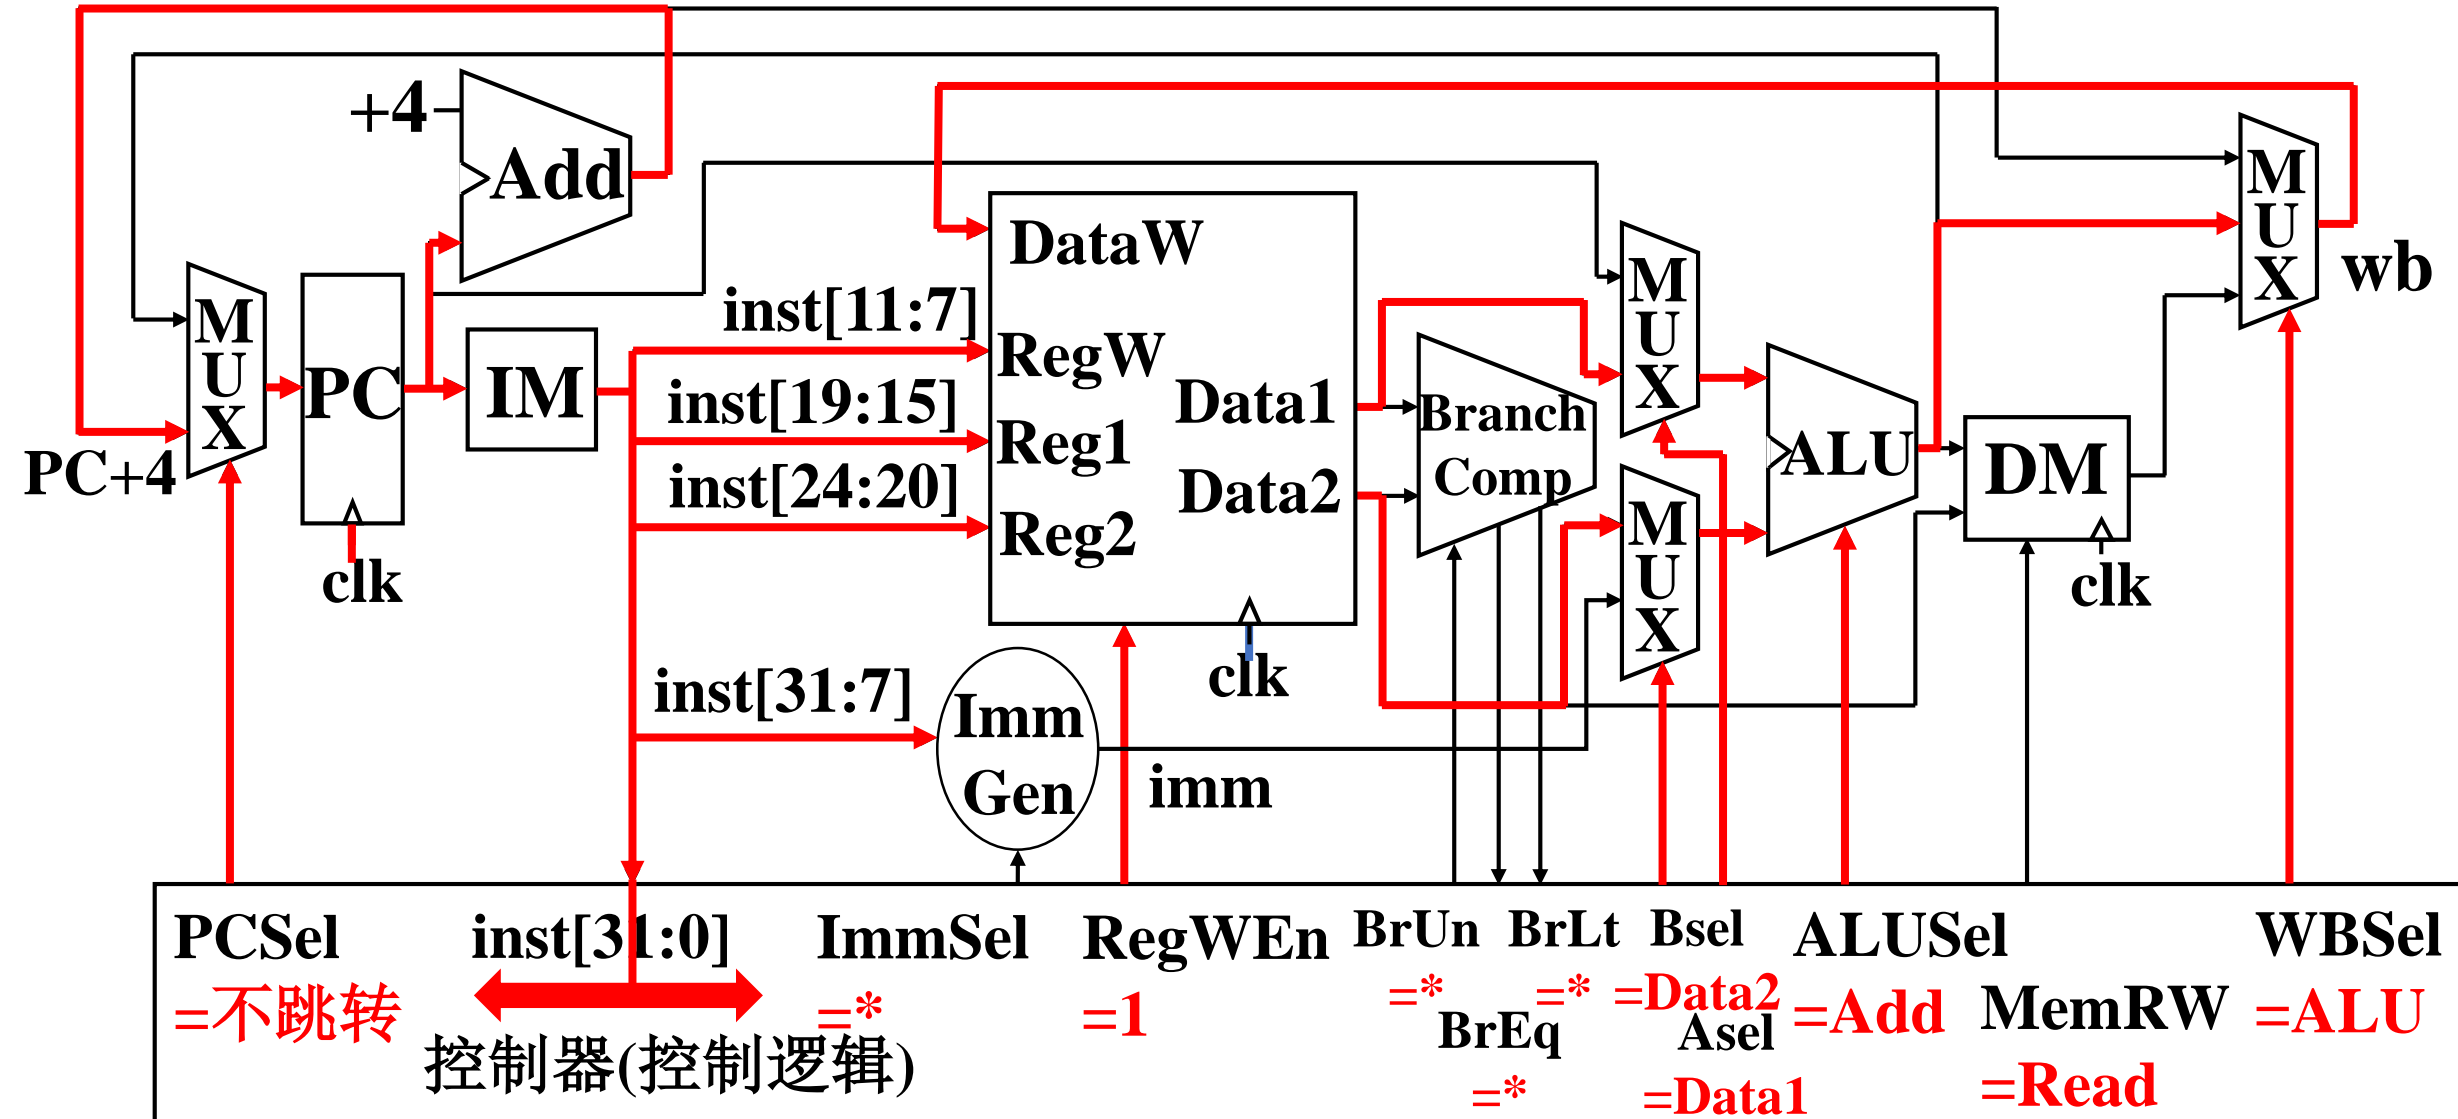 +4
Add
M
U
X
PC
IM
PC+4
clk
inst[11:7]
inst[19:15]
inst[24:20]
inst[31:7]
DataW
RegW
Reg1
Reg2
Data1
Data2
clk
Imm
Gen
imm
Branch
Comp
M
U
X
M
U
X
ALU
DM
clk
M
U
X
wb
PCSel
=不跳转
inst[31:0]
控制器(控制逻辑)
ImmSel
=*
RegWEn
=1
BrUn
=*
BrEq
=*
BrLt
=*
Bsel
=Data2
Asel
=Data1
ALUSel
=Add
MemRW
=Read
WBSel
=ALU